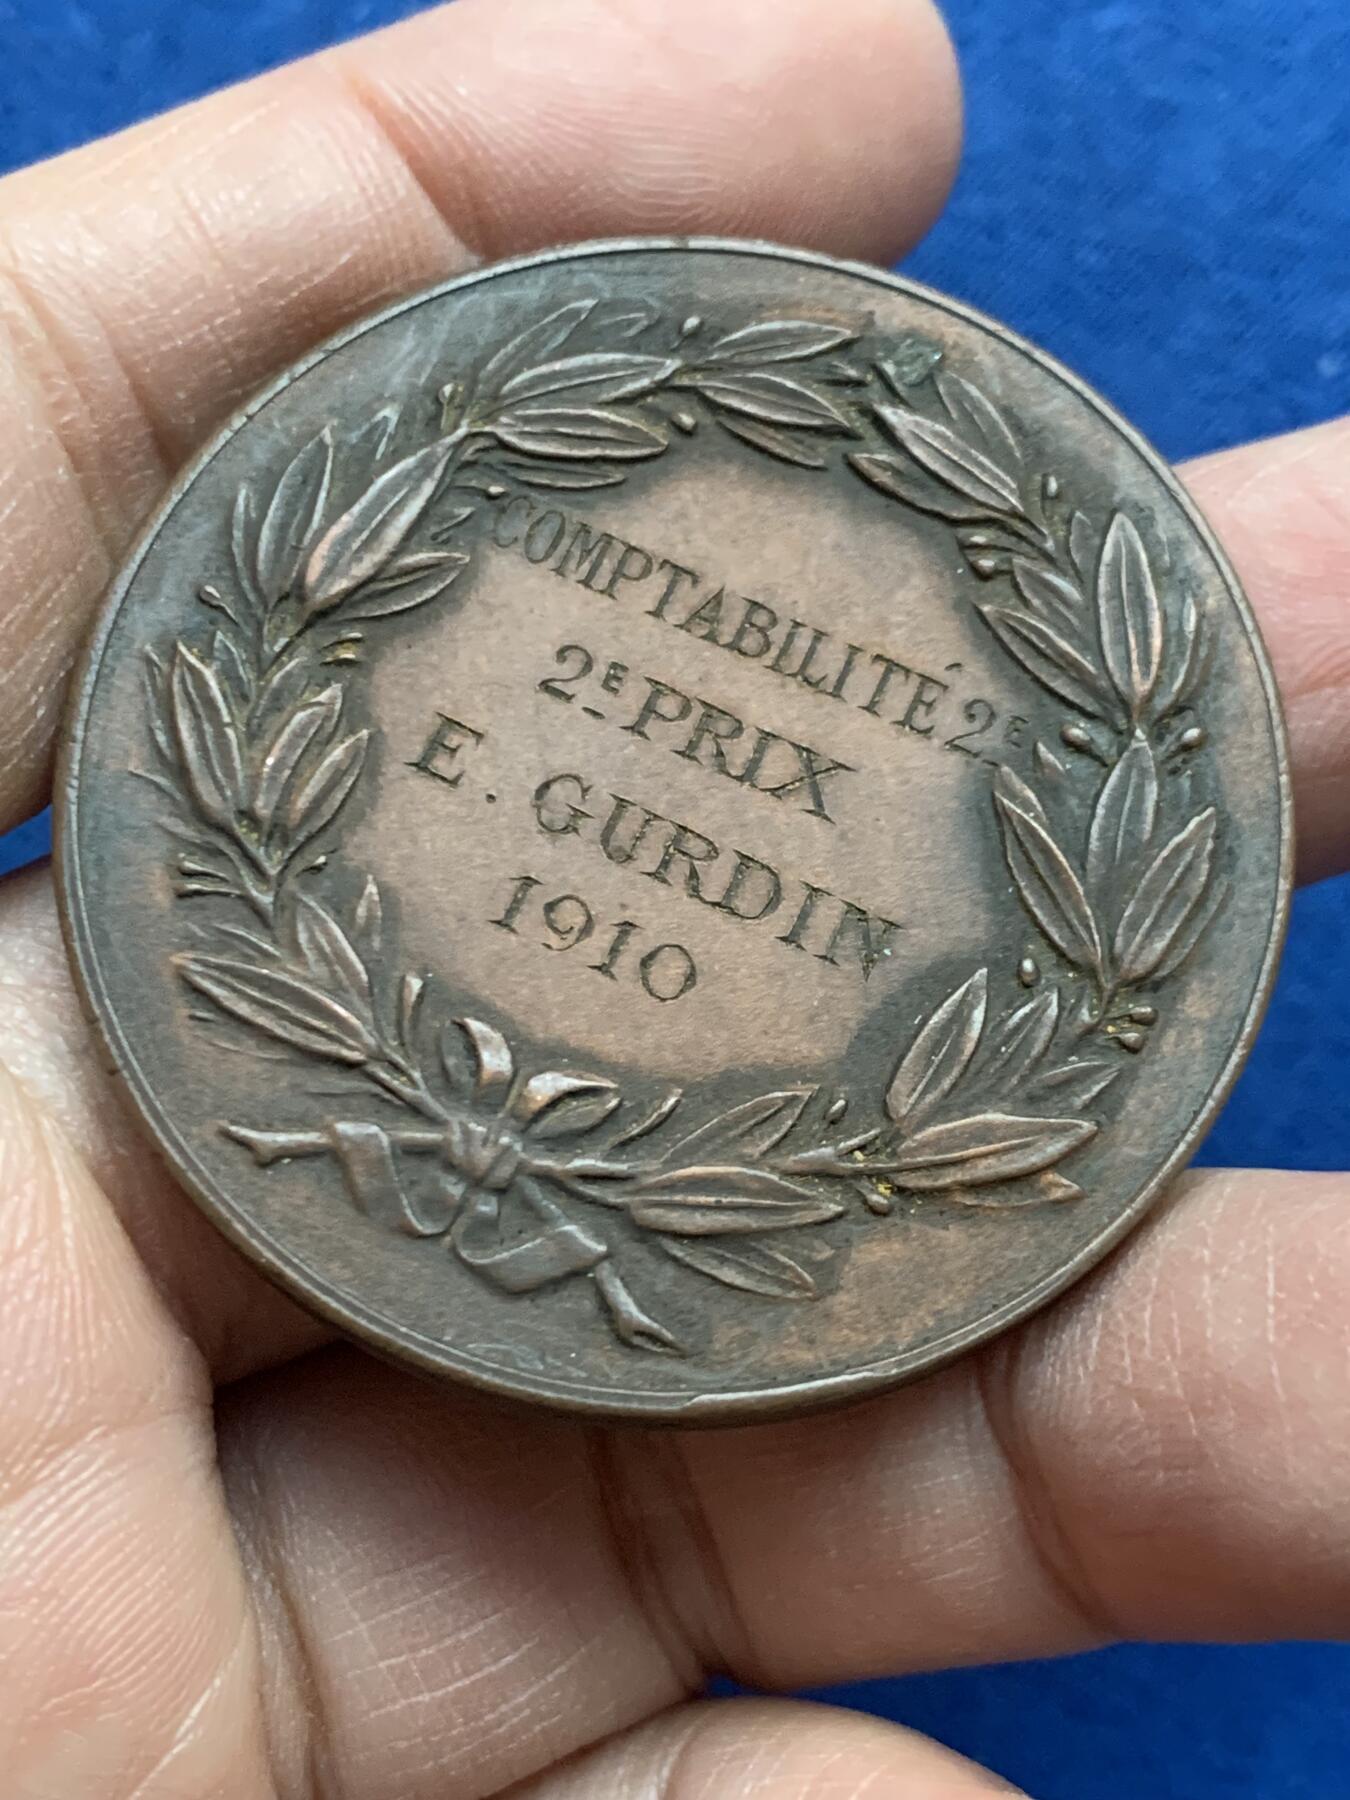 COMPTABILITÉ 2E
2E PRIX
E. GURDIN
1910